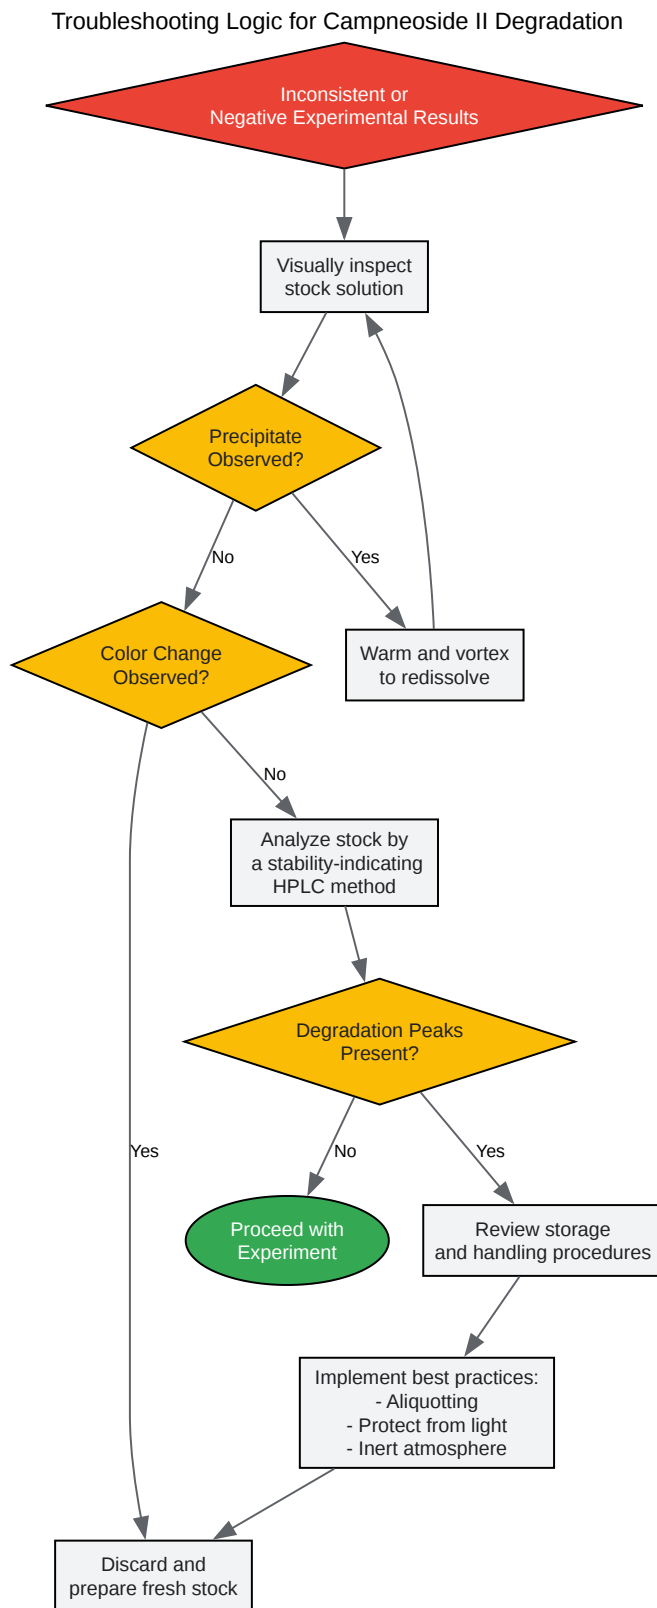 Troubleshooting Logic for Campneoside II Degradation
Inconsistent or
Negative Experimental Results
Visually inspect
stock solution
Precipitate
Observed?
No
Yes
Color Change
Observed?
Warm and vortex
to redissolve
No
Analyze stock by
a stability-indicating
HPLC method
Degradation Peaks
Present?
Yes
No
Yes
Proceed with
Experiment
Review storage
and handling procedures
Implement best practices:
- Aliquotting
- Protect from light
- Inert atmosphere
Discard and
prepare fresh stock